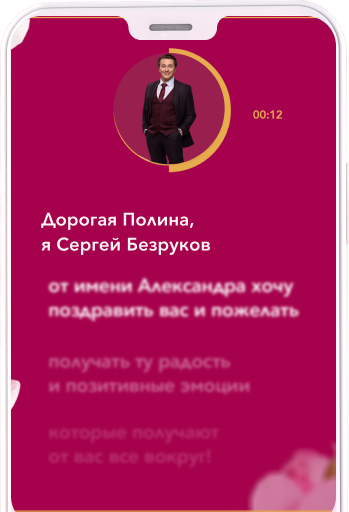 00:12
Дорогая Полина,
я Сергей Безруков
от имени Александра хочу
поздравить вас и пожелать
получать ту радость
и позитивные эмоции
которые получают
от вас все вокруг!